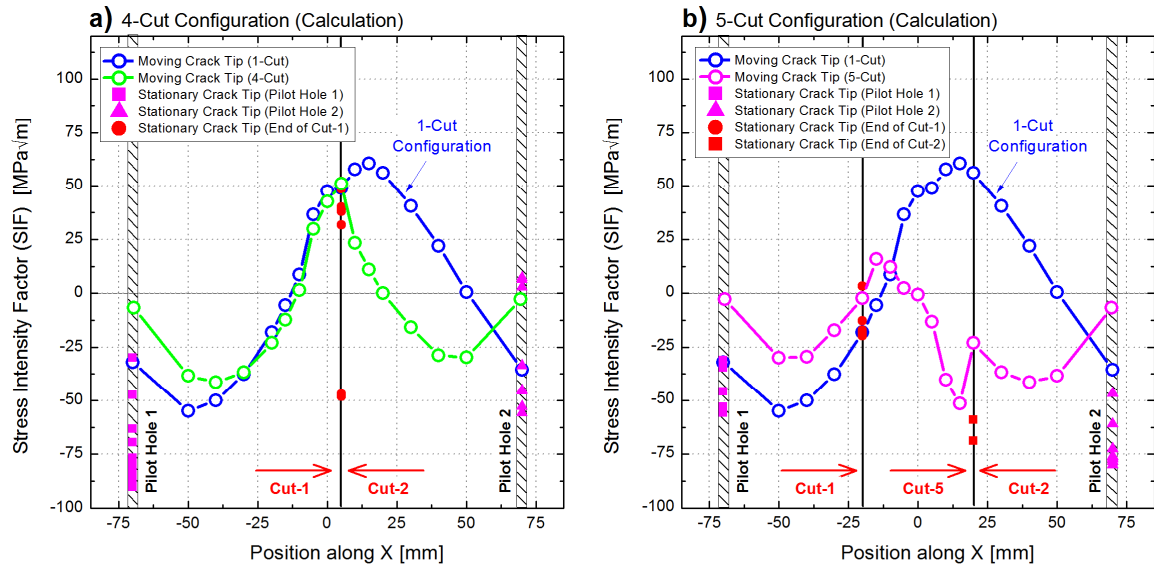 a) 4-Cut Configuration (Calculation)
Moving Crack Tip (1-Cut)
Moving Crack Tip (4-Cut)
Stationary Crack Tip (Pilot Hole 1)
Stationary Crack Tip (Pilot Hole 2)
Stationary Crack Tip (End of Cut-1)
1-Cut
Configuration
100
75
50
25
0
-25
-50
-75
-100
Stress Intensity Factor (SIF) [MPa√m]
Pilot Hole 1
Pilot Hole 2
Cut-1
Cut-2
-75
-50
-25
0
25
50
75
Position along X [mm]
b) 5-Cut Configuration (Calculation)
Moving Crack Tip (1-Cut)
Moving Crack Tip (5-Cut)
Stationary Crack Tip (Pilot Hole 1)
Stationary Crack Tip (Pilot Hole 2)
Stationary Crack Tip (End of Cut-1)
Stationary Crack Tip (End of Cut-2)
1-Cut
Configuration
100
75
50
25
0
-25
-50
-75
-100
Stress Intensity Factor (SIF) [MPa√m]
Pilot Hole 1
Pilot Hole 2
Cut-1
Cut-5
Cut-2
-75
-50
-25
0
25
50
75
Position along X [mm]